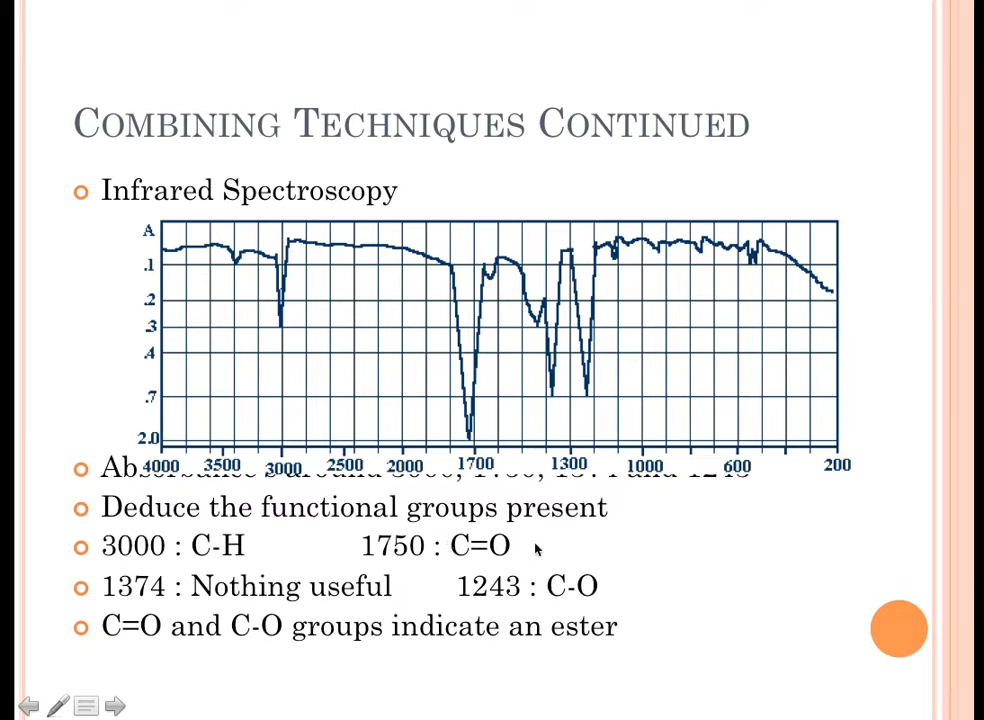 COMBINING TECHNIQUES CONTINUED
Infrared Spectroscopy
A
.1
.2
.3
.4
.7
2.0
4000 3500 3000 2500 2000 1700 1300 1000 600 200
Deduce the functional groups present
3000 : C-H 1750 : C=O
1374 : Nothing useful 1243 : C-O
C=O and C-O groups indicate an ester